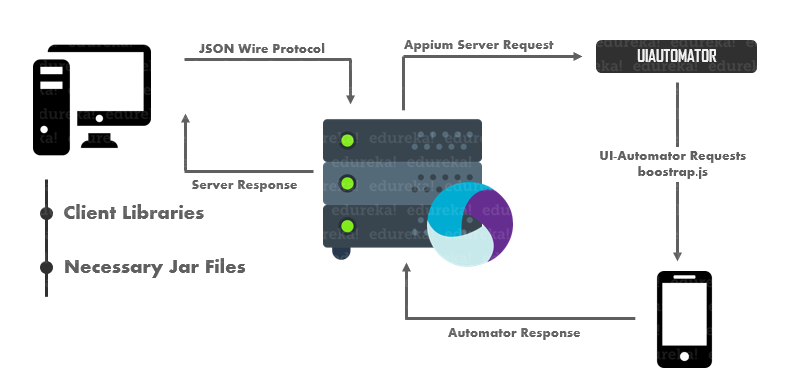 JSON Wire Protocol
Appium Server Request
UIAUTOMATOR
UI-Automator Requests
boostrap.js
Server Response
Client Libraries
Necessary Jar Files
Automator Response
edureka!